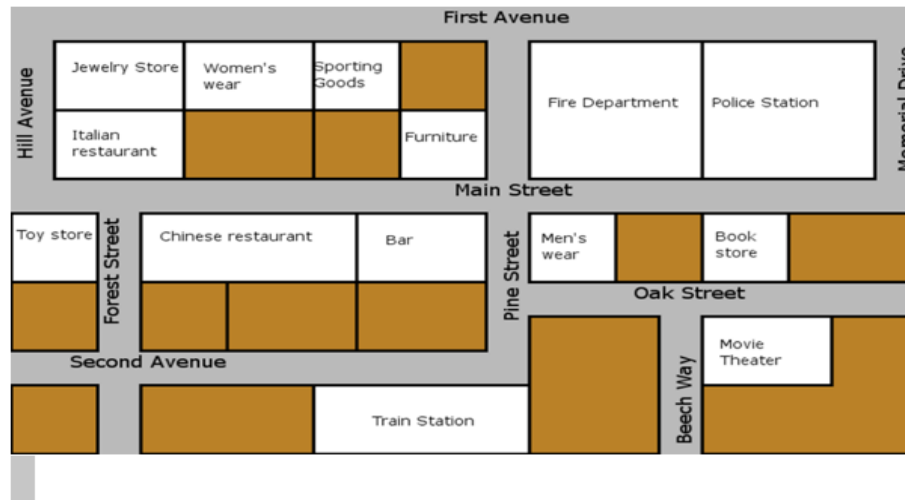 First Avenue
Jewelry Store
Women's
wear
Sporting
Goods
Fire Department
Police Station
Memorial Drive
Hill Avenue
Italian
restaurant
Furniture
Main Street
Toy store
Forest Street
Chinese restaurant
Bar
Pine Street
Men's
wear
Book
store
Oak Street
Second Avenue
Movie
Theater
Beech Way
Train Station